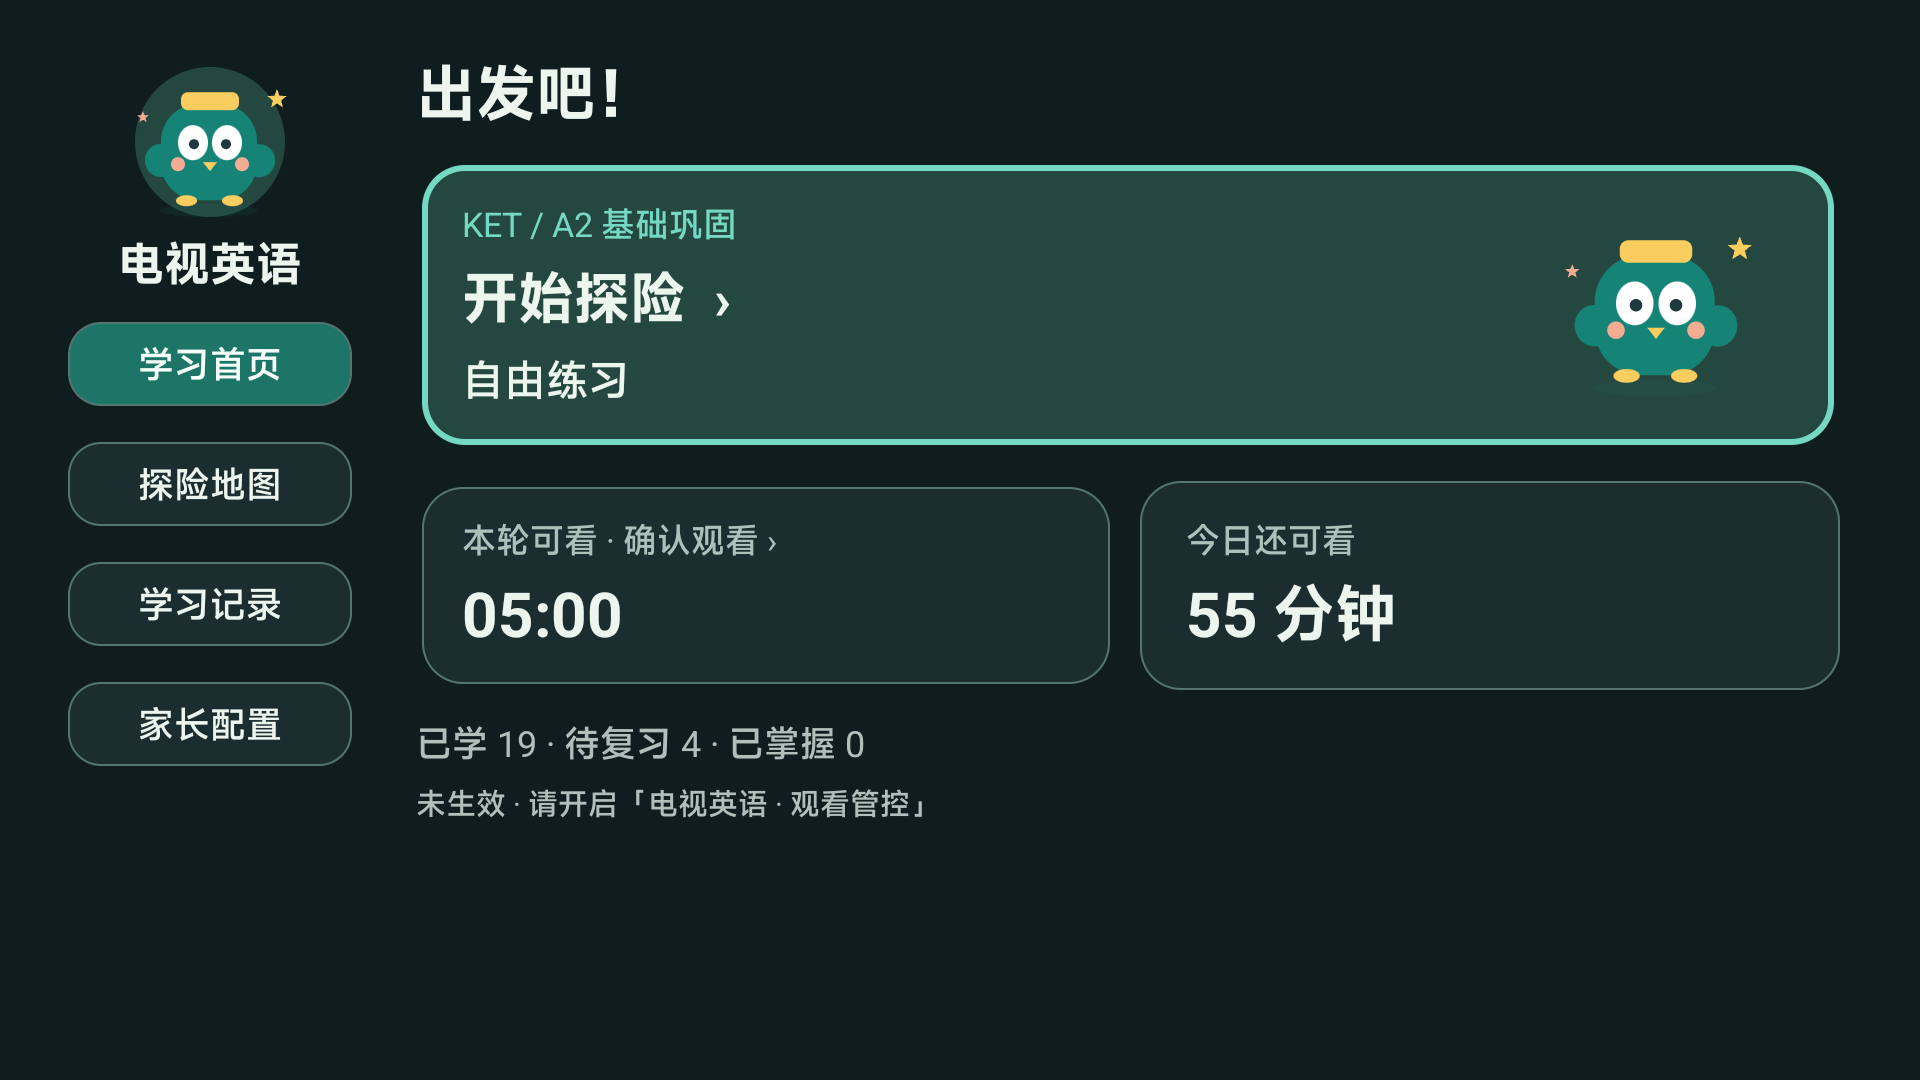 电视英语
学习首页
探险地图
学习记录
家长配置
出发吧！
KET / A2 基础巩固
开始探险 ›
自由练习
本轮可看 · 确认观看 ›
05:00
今日还可看
55 分钟
已学 19 · 待复习 4 · 已掌握 0
未生效 · 请开启「电视英语 · 观看管控」